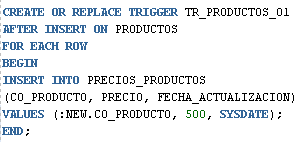 CREATE OR REPLACE TRIGGER TR_PRODUCTOS_01
AFTER INSERT ON PRODUCTOS
FOR EACH ROW
BEGIN
INSERT INTO PRECIOS_PRODUCTOS
(CO_PRODUCTO, PRECIO, FECHA_ACTUALIZACION)
VALUES (:NEW.CO_PRODUCTO, 500, SYSDATE);
END;